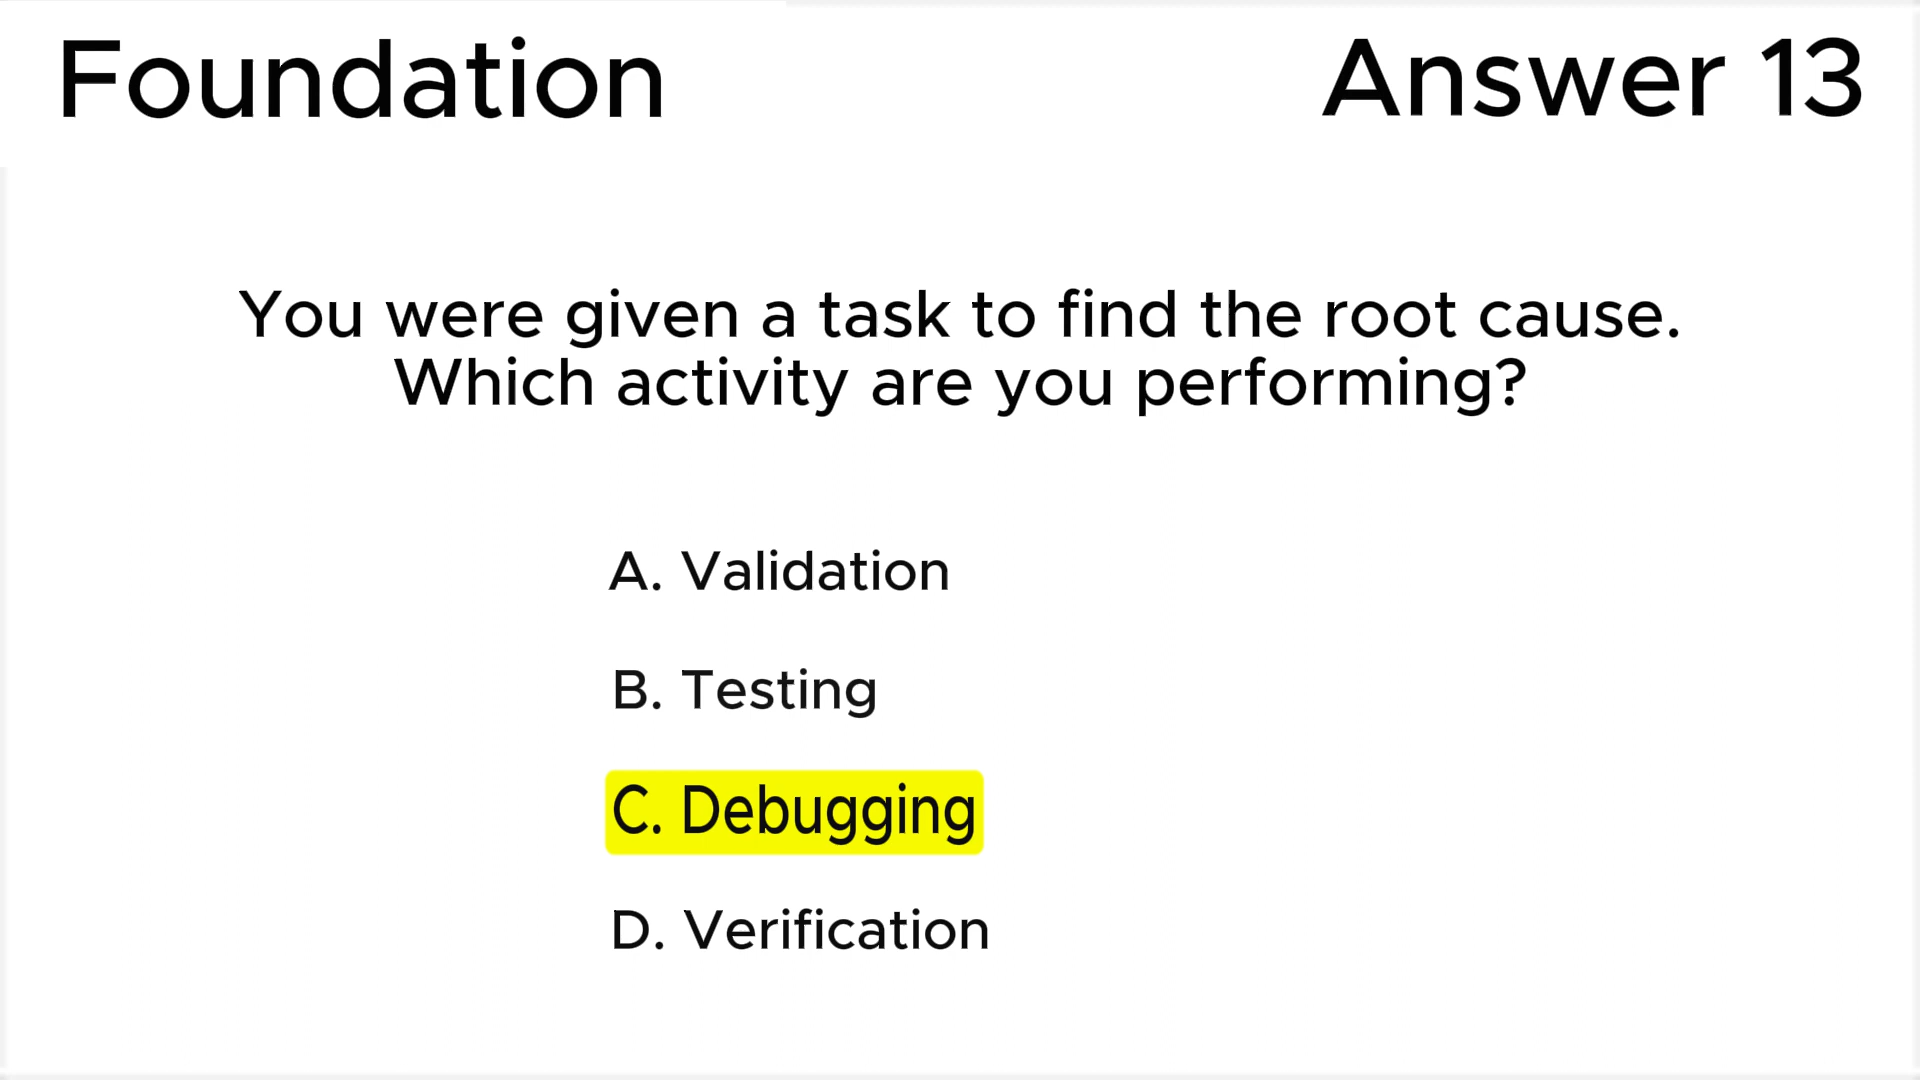 Foundation
Answer 13
You were given a task to find the root cause.
Which activity are you performing?
A. Validation
B. Testing
C. Debugging
D. Verification